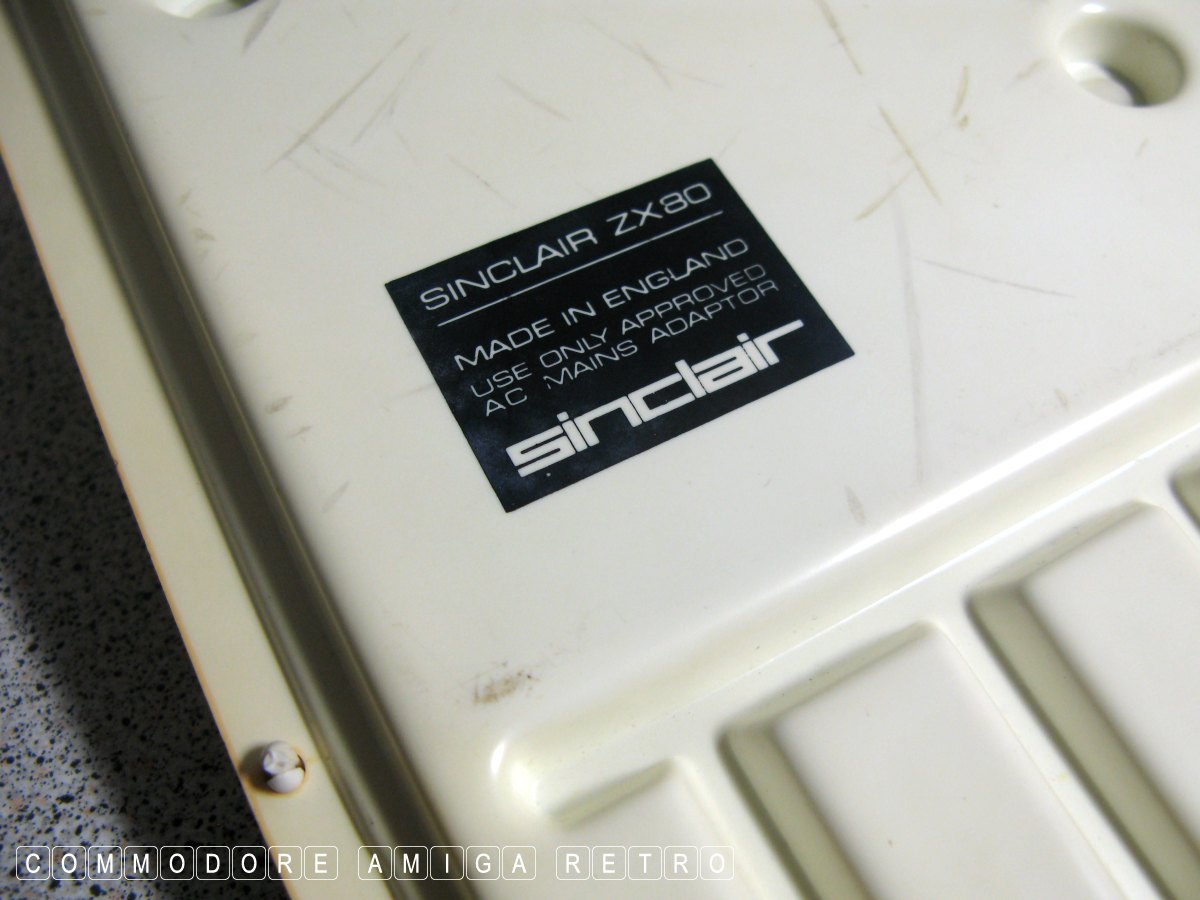 SINCLAIR ZX80
MADE IN ENGLAND
USE ONLY APPROVED
AC MAINS ADAPTOR
sinclair
COMMODORE AMIGA RETRO